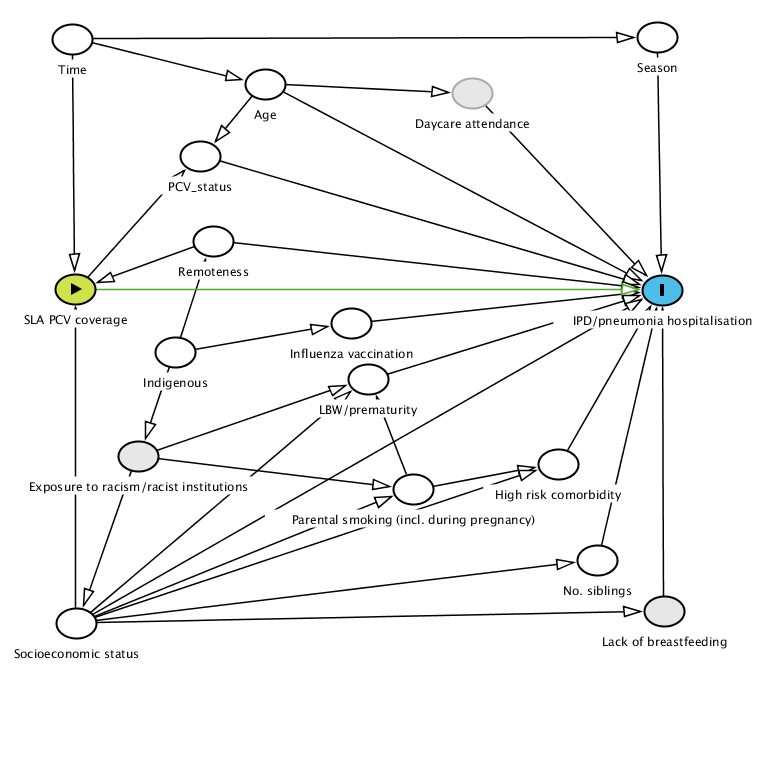 Time
Season
Age
Daycare attendance
PCV_status
Remoteness
SLA PCV coverage
IPD/pneumonia hospitalisation
Influenza vaccination
Indigenous
LBW/prematurity
Exposure to racism/racist institutions
High risk comorbidity
Parental smoking (incl. during pregnancy)
No. siblings
Lack of breastfeeding
Socioeconomic status